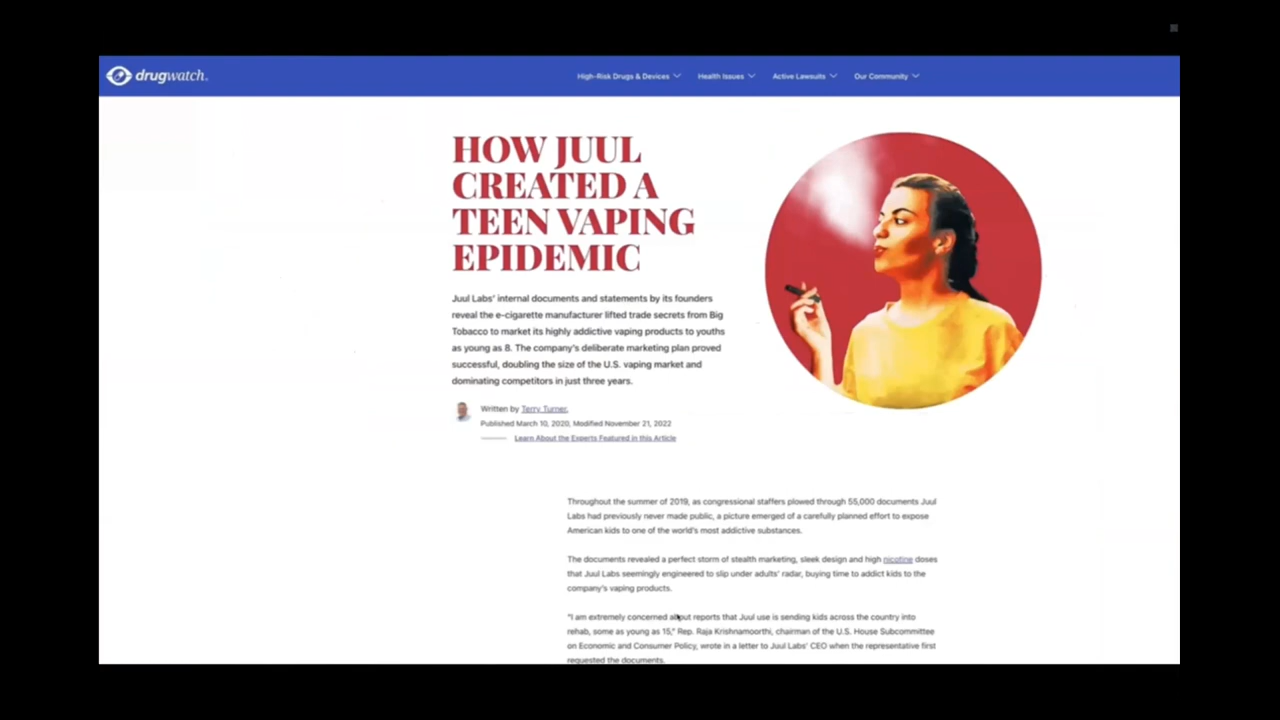 drugwatch
High-Risk Drugs & Devices Health Issues Active Lawsuits Our Community
HOW JUUL
CREATED A
TEEN VAPING
EPIDEMIC
Juul Labs' internal documents and statements by its founders
reveal the e-cigarette manufacturer lifted trade secrets from Big
Tobacco to market its highly addictive vaping products to youths
as young as 8. The company's deliberate marketing plan proved
successful, doubling the size of the U.S. vaping market and
dominating competitors in just three years.
Written by Terry Turner,
Published March 10, 2020, Modified November 21, 2022
Learn About the Experts Featured in this Article
Throughout the summer of 2019, as congressional staffers plowed through 55,000 documents Juul
Labs had previously never made public, a picture emerged of a carefully planned effort to expose
American kids to one of the world's most addictive substances.
The documents revealed a perfect storm of stealth marketing, sleek design and high nicotine doses
that Juul Labs seemingly engineered to slip under adults' radar, buying time to addict kids to the
company's vaping products.
"I am extremely concerned about reports that Juul use is sending kids across the country into
rehab, some as young as 15," Rep. Raja Krishnamoorthi, chairman of the U.S. House Subcommittee
on Economic and Consumer Policy, wrote in a letter to Juul Labs' CEO when the representative first
requested the documents.